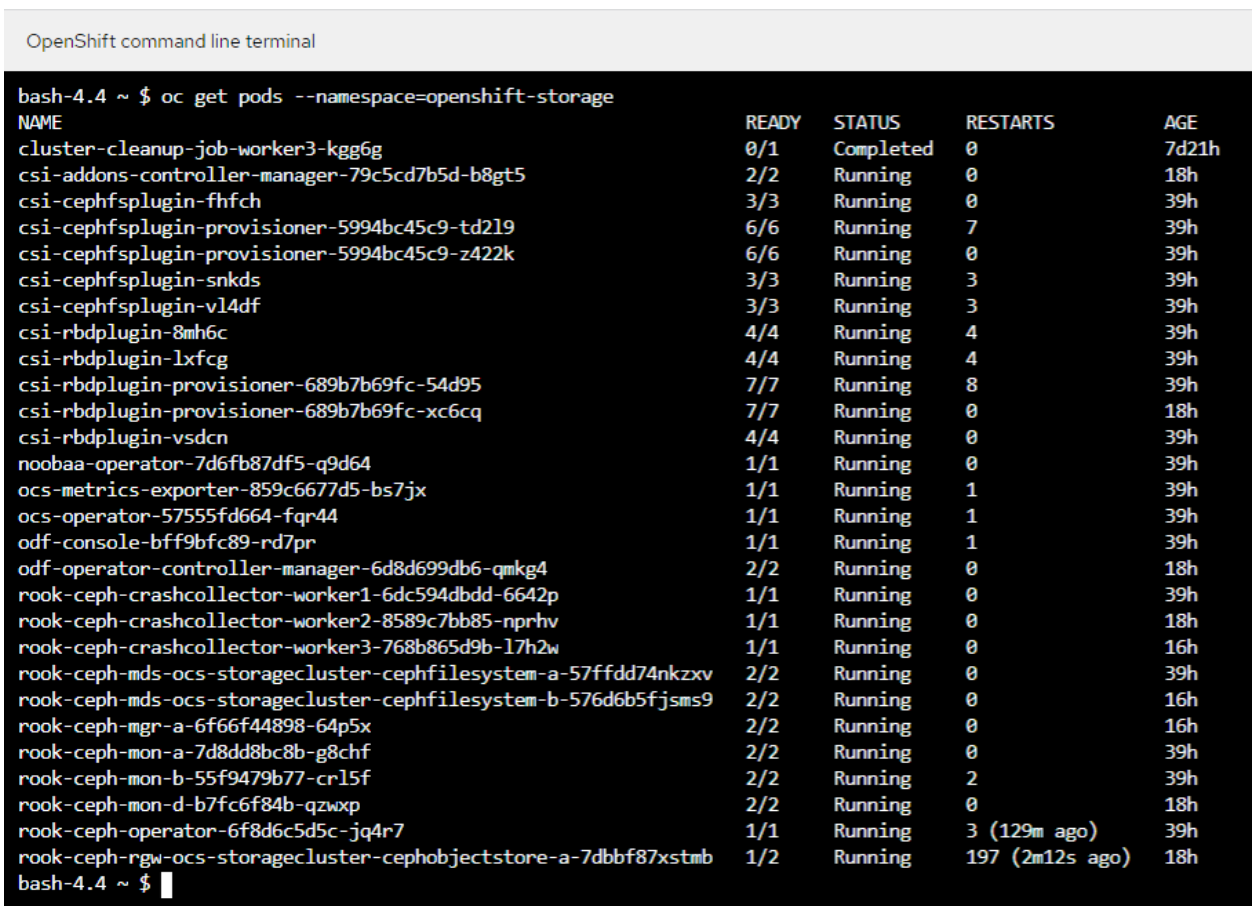 OpenShift command line terminal
bash-4.4 ~ $ oc get pods --namespace=openshift-storage
NAME READY STATUS RESTARTS AGE
cluster-cleanup-job-worker3-kgg6g 0/1 Completed 0 7d21h
csi-addons-controller-manager-79c5cd7b5d-b8gt5 2/2 Running 0 18h
csi-cephfsplugin-fhfch 3/3 Running 0 39h
csi-cephfsplugin-provisioner-5994bc45c9-td2l9 6/6 Running 7 39h
csi-cephfsplugin-provisioner-5994bc45c9-z422k 6/6 Running 0 39h
csi-cephfsplugin-snkds 3/3 Running 3 39h
csi-cephfsplugin-vl4df 3/3 Running 3 39h
csi-rbdplugin-8mh6c 4/4 Running 4 39h
csi-rbdplugin-lxfcg 4/4 Running 4 39h
csi-rbdplugin-provisioner-689b7b69fc-54d95 7/7 Running 8 39h
csi-rbdplugin-provisioner-689b7b69fc-xc6cq 7/7 Running 0 18h
csi-rbdplugin-vsdcn 4/4 Running 0 39h
noobaa-operator-7d6fb87df5-q9d64 1/1 Running 0 39h
ocs-metrics-exporter-859c6677d5-bs7jx 1/1 Running 1 39h
ocs-operator-57555fd664-fqr44 1/1 Running 1 39h
odf-console-bff9bfc89-rd7pr 1/1 Running 1 39h
odf-operator-controller-manager-6d8d699db6-qmkg4 2/2 Running 0 18h
rook-ceph-crashcollector-worker1-6dc594dbdd-6642p 1/1 Running 0 39h
rook-ceph-crashcollector-worker2-8589c7bb85-nprhv 1/1 Running 0 18h
rook-ceph-crashcollector-worker3-768b865d9b-l7h2w 1/1 Running 0 16h
rook-ceph-mds-ocs-storagecluster-cephfilesystem-a-57ffdd74nkzxv 2/2 Running 0 39h
rook-ceph-mds-ocs-storagecluster-cephfilesystem-b-576d6b5fjsms9 2/2 Running 0 16h
rook-ceph-mgr-a-6f66f44898-64p5x 2/2 Running 0 16h
rook-ceph-mon-a-7d8dd8bc8b-g8chf 2/2 Running 0 39h
rook-ceph-mon-b-55f9479b77-crl5f 2/2 Running 2 39h
rook-ceph-mon-d-b7fc6f84b-qzwxp 2/2 Running 0 18h
rook-ceph-operator-6f8d6c5d5c-jq4r7 1/1 Running 3 (129m ago) 39h
rook-ceph-rgw-ocs-storagecluster-cephobjectstore-a-7dbbf87xstmb 1/2 Running 197 (2m12s ago) 18h
bash-4.4 ~ $